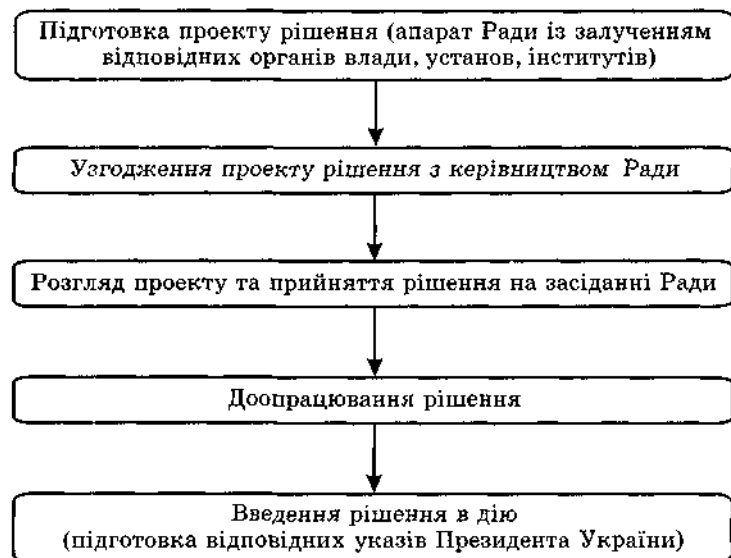 Підготовка проекту рішення (апарат Ради із залученням
відповідних органів влади, установ, інститутів)
Узгодження проекту рішення з керівництвом Ради
Розгляд проекту та прийняття рішення на засіданні Ради
Доопрацювання рішення
Введення рішення в дію
(підготовка відповідних указів Президента України)